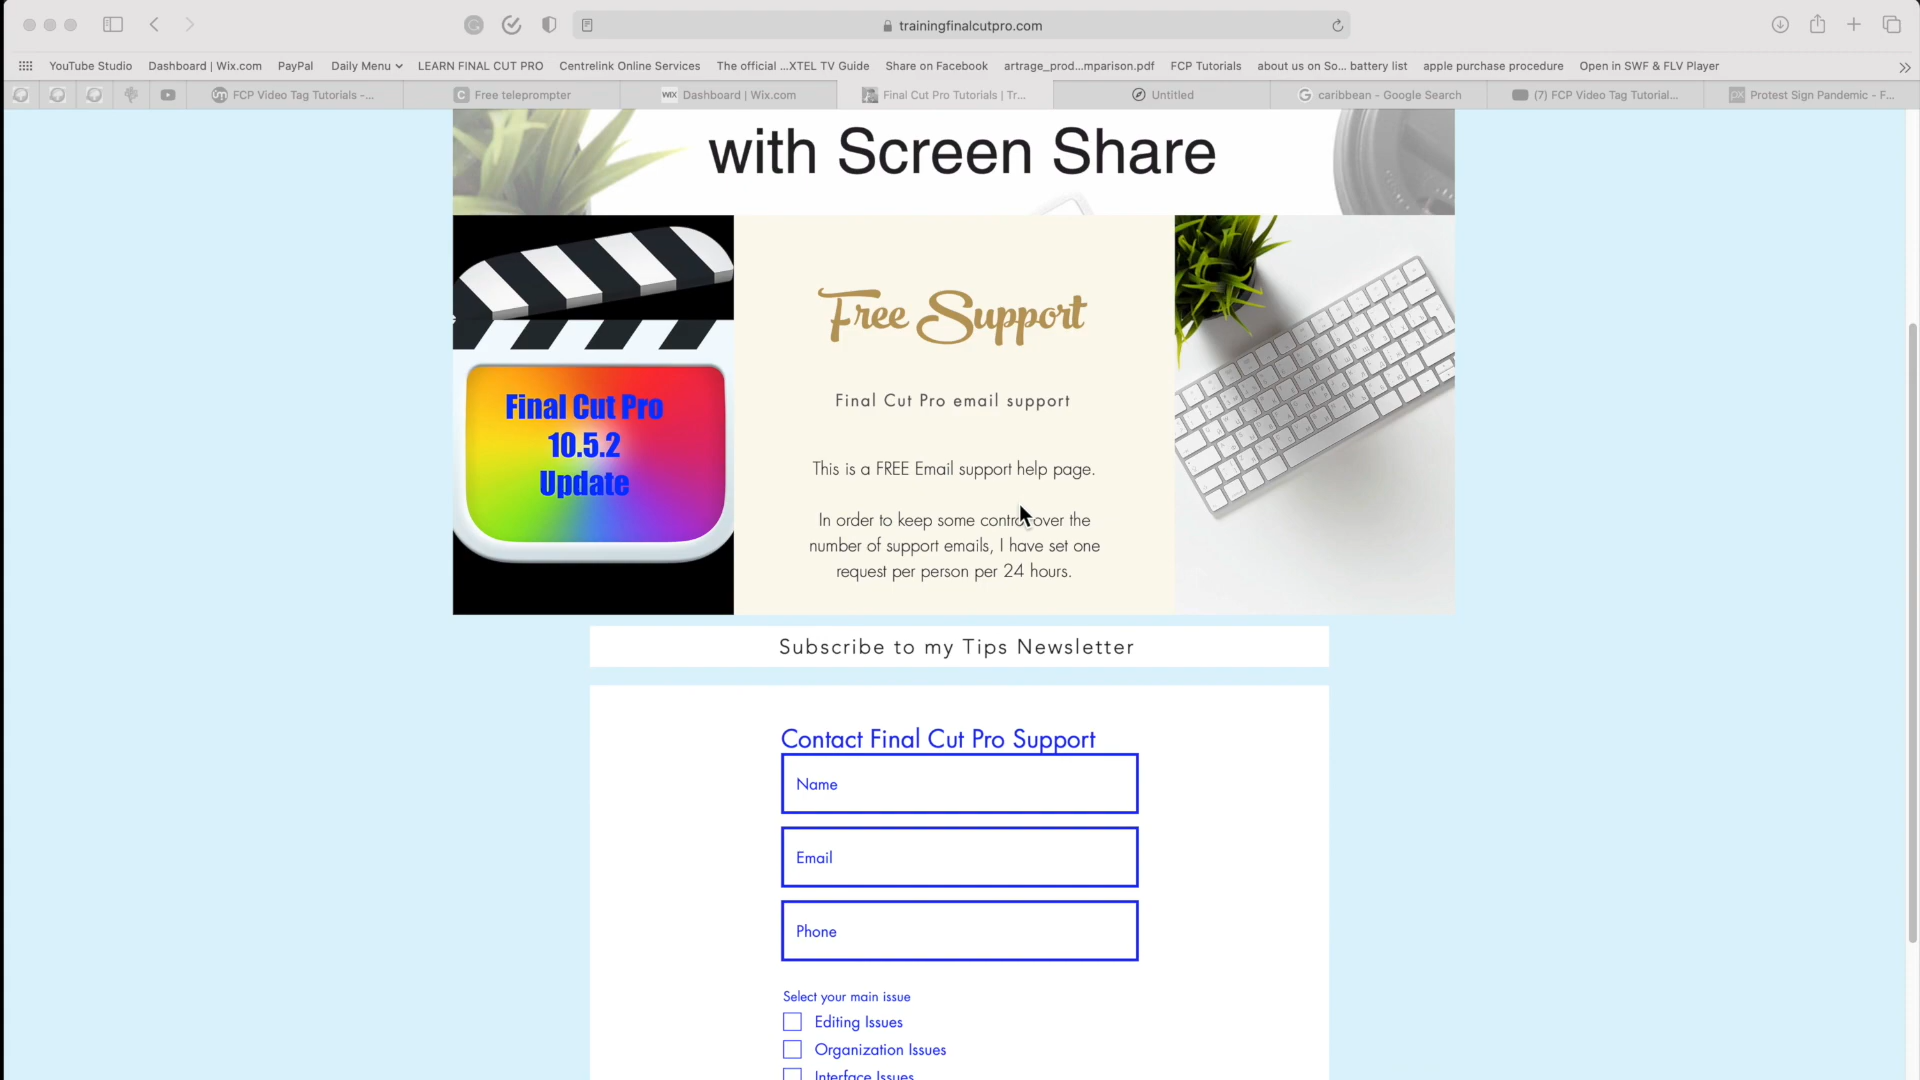 trainingfinalcutpro.com
YouTube Studio Dashboard | Wix.com PayPal Daily Menu LEARN FINAL CUT PRO Centrelink Online Services The official ...XTEL TV Guide Share on Facebook artrage_prod...mparison.pdf FCP Tutorials about us on So... battery list apple purchase procedure Open in SWF & FLV Player
FCP Video Tag Tutorials -... Free teleprompter WIX Dashboard | Wix.com Final Cut Pro Tutorials | Tr... Untitled caribbean - Google Search (7) FCP Video Tag Tutorial... Protest Sign Pandemic - F...
with Screen Share
Free Support
Final Cut Pro email support
Final Cut Pro
10.5.2
Update
This is a FREE Email support help page.
In order to keep some control over the
number of support emails, I have set one
request per person per 24 hours.
Subscribe to my Tips Newsletter
Contact Final Cut Pro Support
Name
Email
Phone
Select your main issue
Editing Issues
Organization Issues
Interface Issues